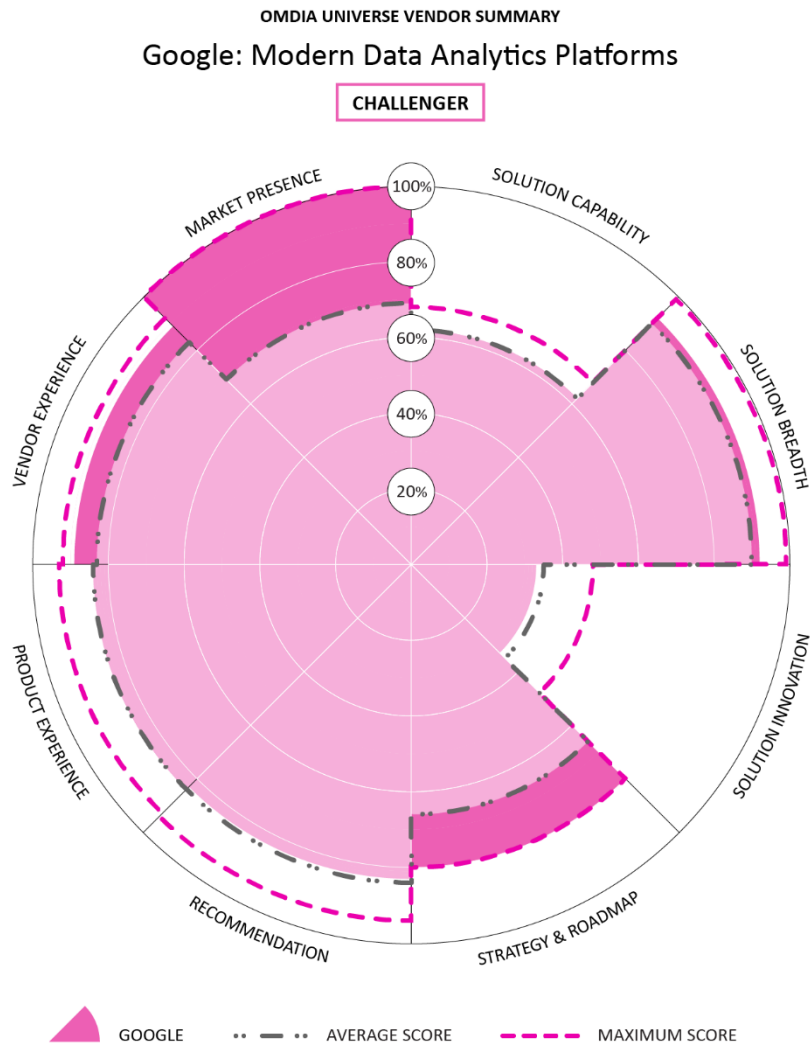 OMDIA UNIVERSE VENDOR SUMMARY
Google: Modern Data Analytics Platforms
CHALLENGER
MARKET PRESENCE
SOLUTION CAPABILITY
100%
80%
60%
40%
20%
VENDOR EXPERIENCE
SOLUTION BREADTH
PRODUCT EXPERIENCE
SOLUTION INNOVATION
RECOMMENDATION
STRATEGY & ROADMAP
GOOGLE
AVERAGE SCORE
MAXIMUM SCORE